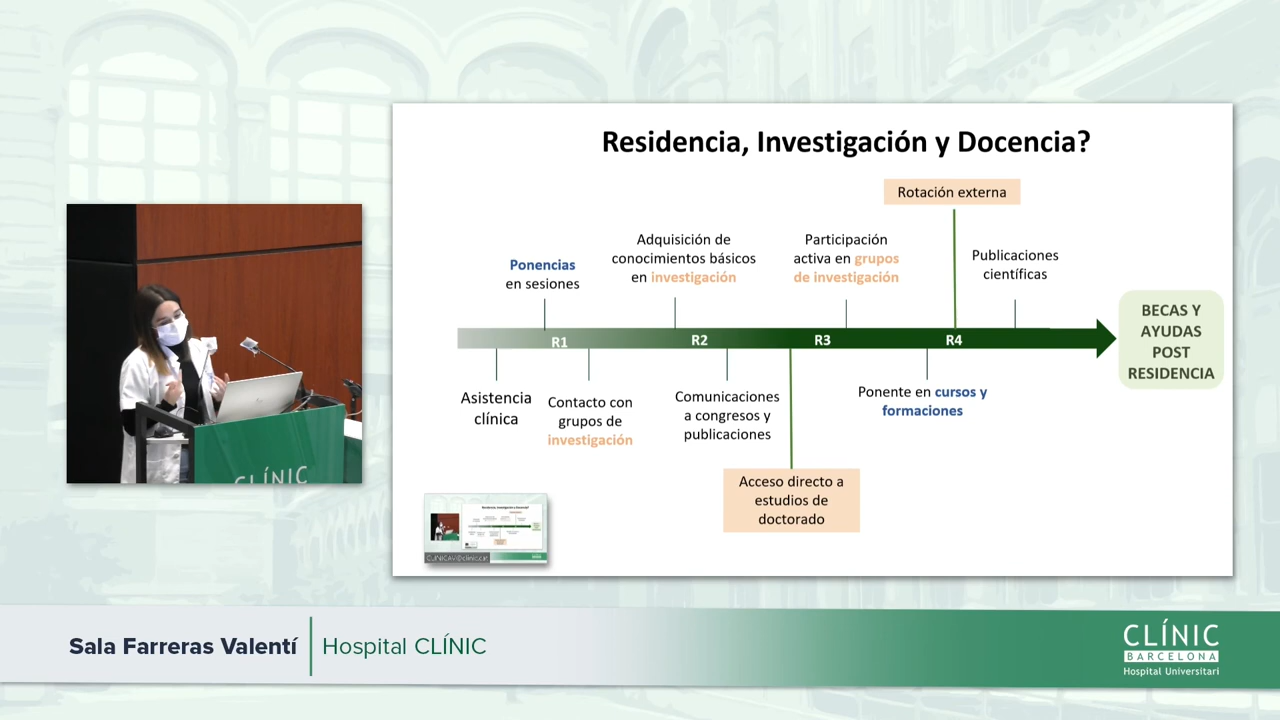 Residencia, Investigación y Docencia?
Rotación externa
Ponencias
en sesiones
Adquisición de
conocimientos básicos
en investigación
Participación
activa en grupos
de investigación
Publicaciones
científicas
R1
R2
R3
R4
BECAS Y
AYUDAS
POST
RESIDENCIA
Asistencia
clínica
Contacto con
grupos de
investigación
Comunicaciones
a congresos y
publicaciones
Ponente en cursos y
formaciones
Acceso directo a
estudios de
doctorado
CLÍNIC
Sala Farreras Valentí
Hospital CLÍNIC
CLÍNIC
BARCELONA
Hospital Universitari